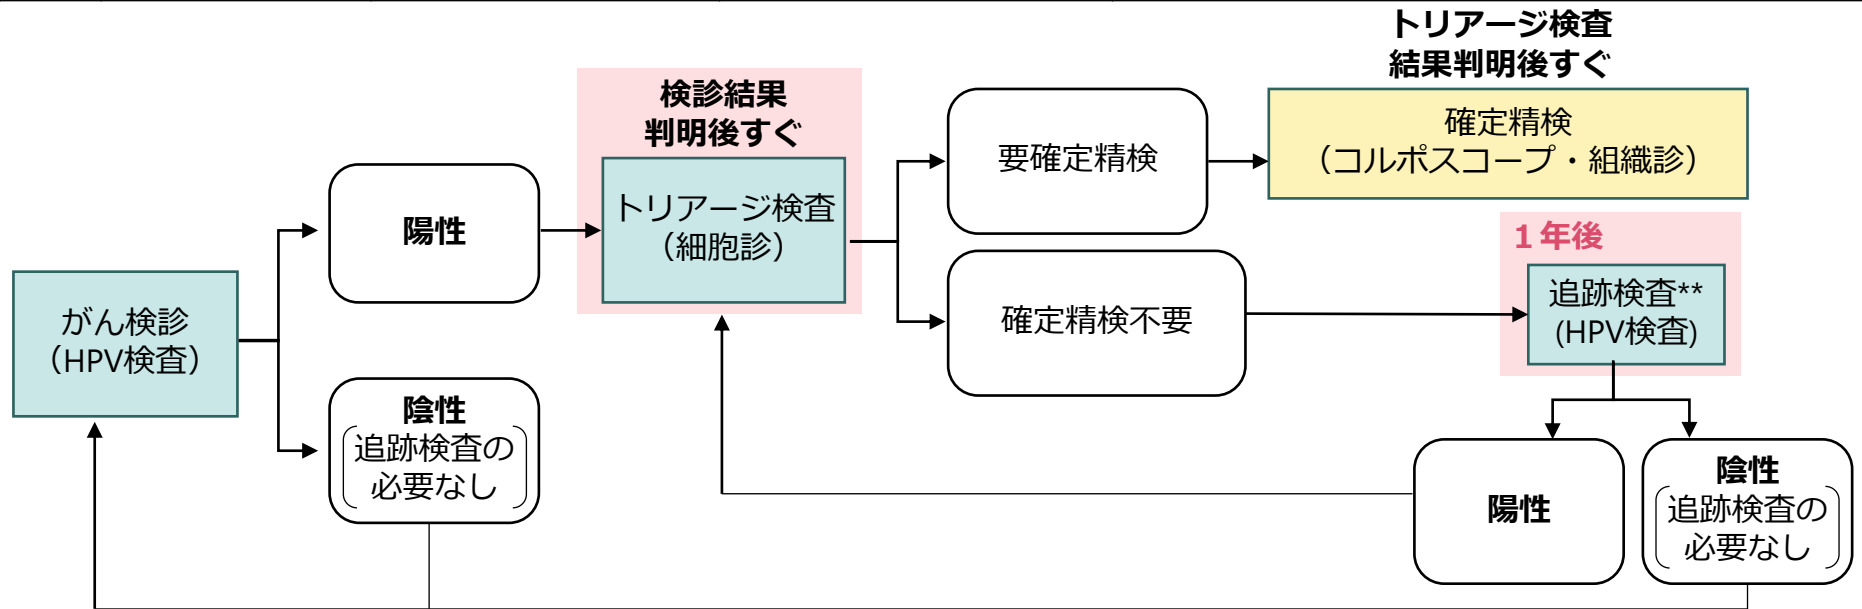 トリアージ検査
結果判明後すぐ
検診結果
判明後すぐ
確定精検
（コルポスコープ・組織診）
要確定精検
トリアージ検査
（細胞診）
陽性
１年後
追跡検査**
(HPV検査)
確定精検不要
がん検診
（HPV検査）
陰性
追跡検査の
必要なし
陽性
陰性
追跡検査の
必要なし